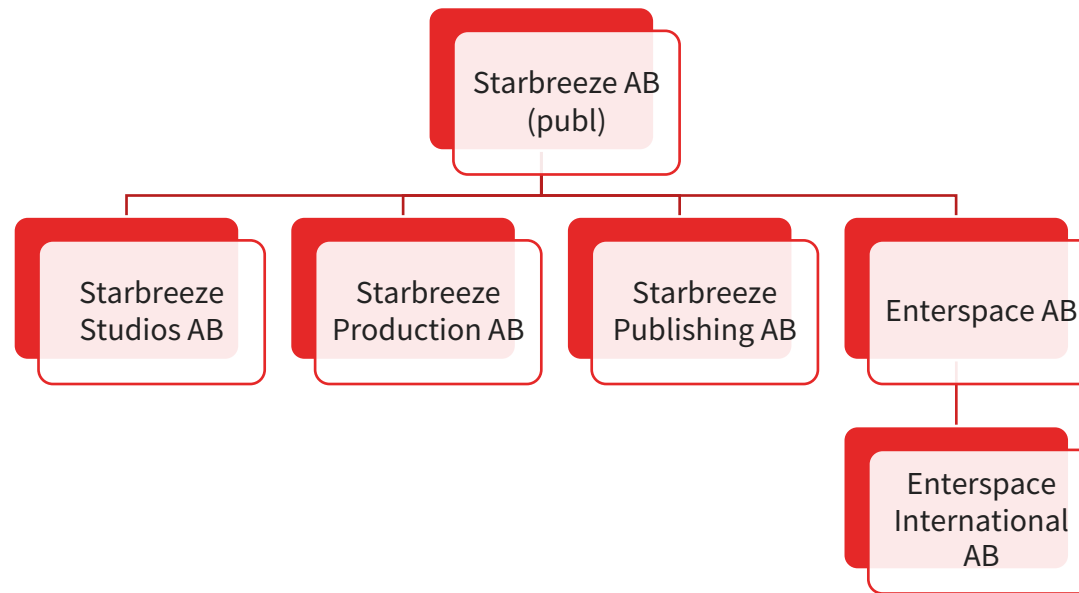 Starbreeze AB
(publ)
Starbreeze
Studios AB
Starbreeze
Production AB
Starbreeze
Publishing AB
Enterspace AB
Enterspace
International
AB